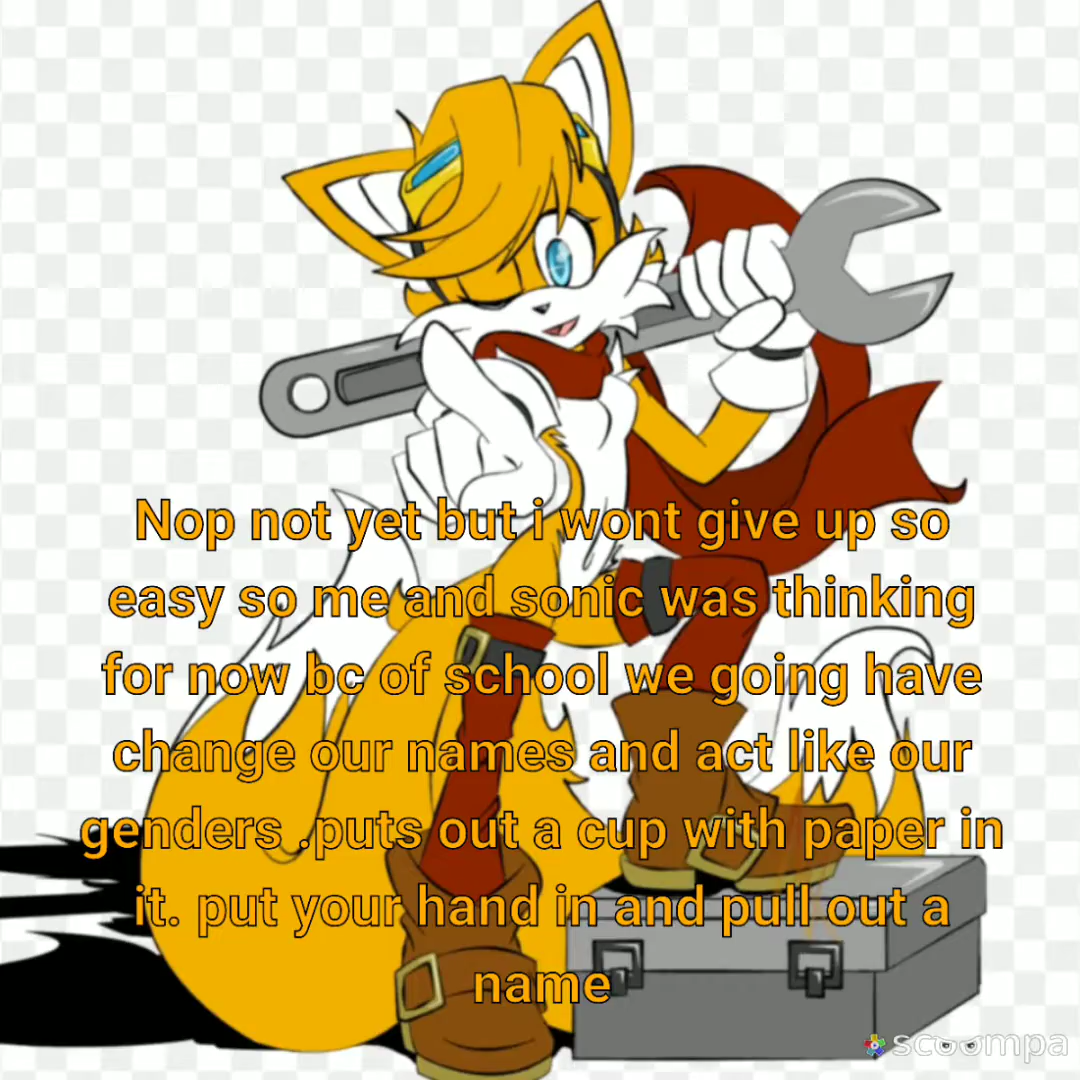 Nop not yet but i wont give up so
easy so me and sonic was thinking
for now bc of school we going have
change our names and act like our
genders .puts out a cup with paper in
it. put your hand in and pull out a
name
scoompa